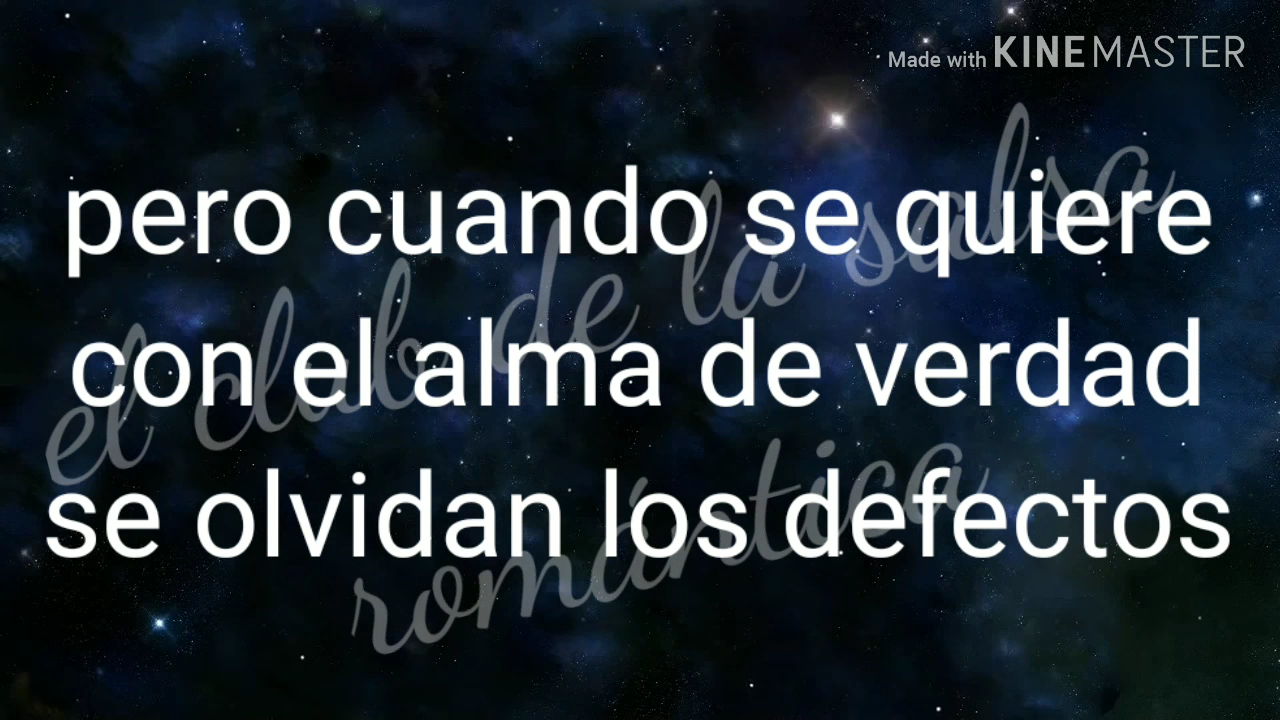 Made with KINEMASTER
pero cuando se quiere
con el alma de verdad
se olvidan los defectos
el club de la salsa
romántica